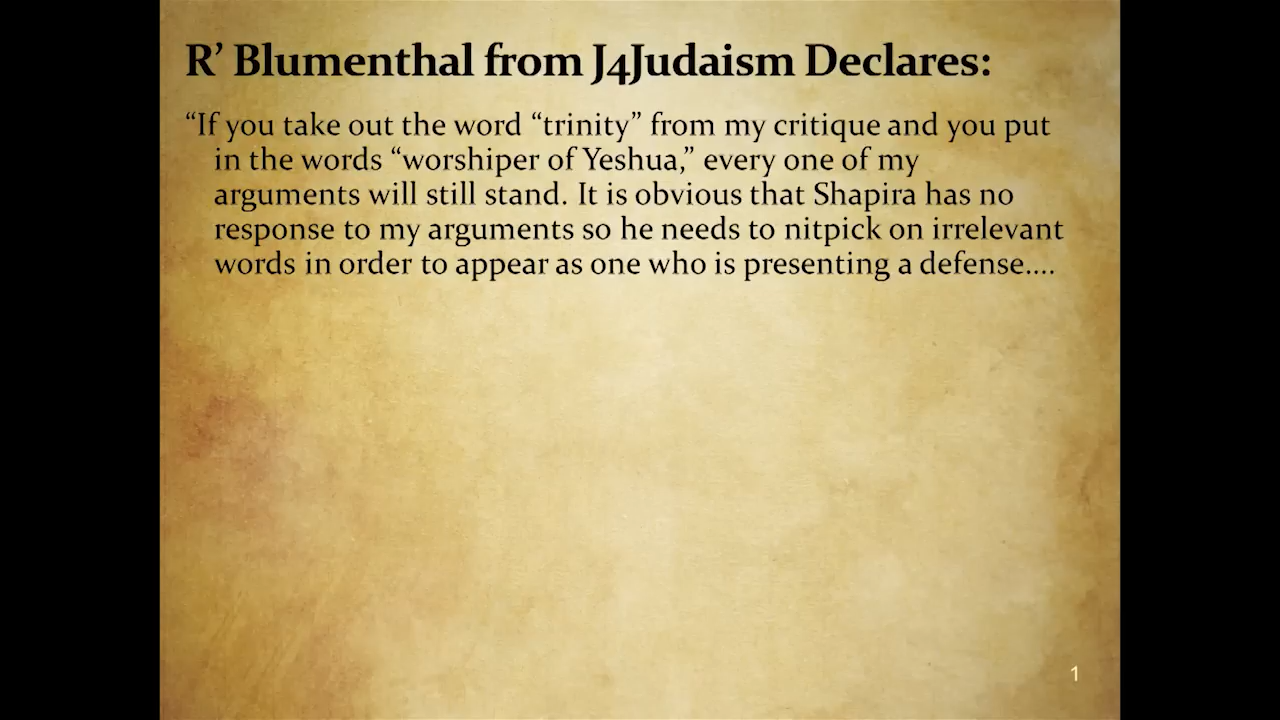 R’ Blumenthal from J4Judaism Declares:
“If you take out the word “trinity” from my critique and you put
in the words “worshiper of Yeshua,” every one of my
arguments will still stand. It is obvious that Shapira has no
response to my arguments so he needs to nitpick on irrelevant
words in order to appear as one who is presenting a defense....
1